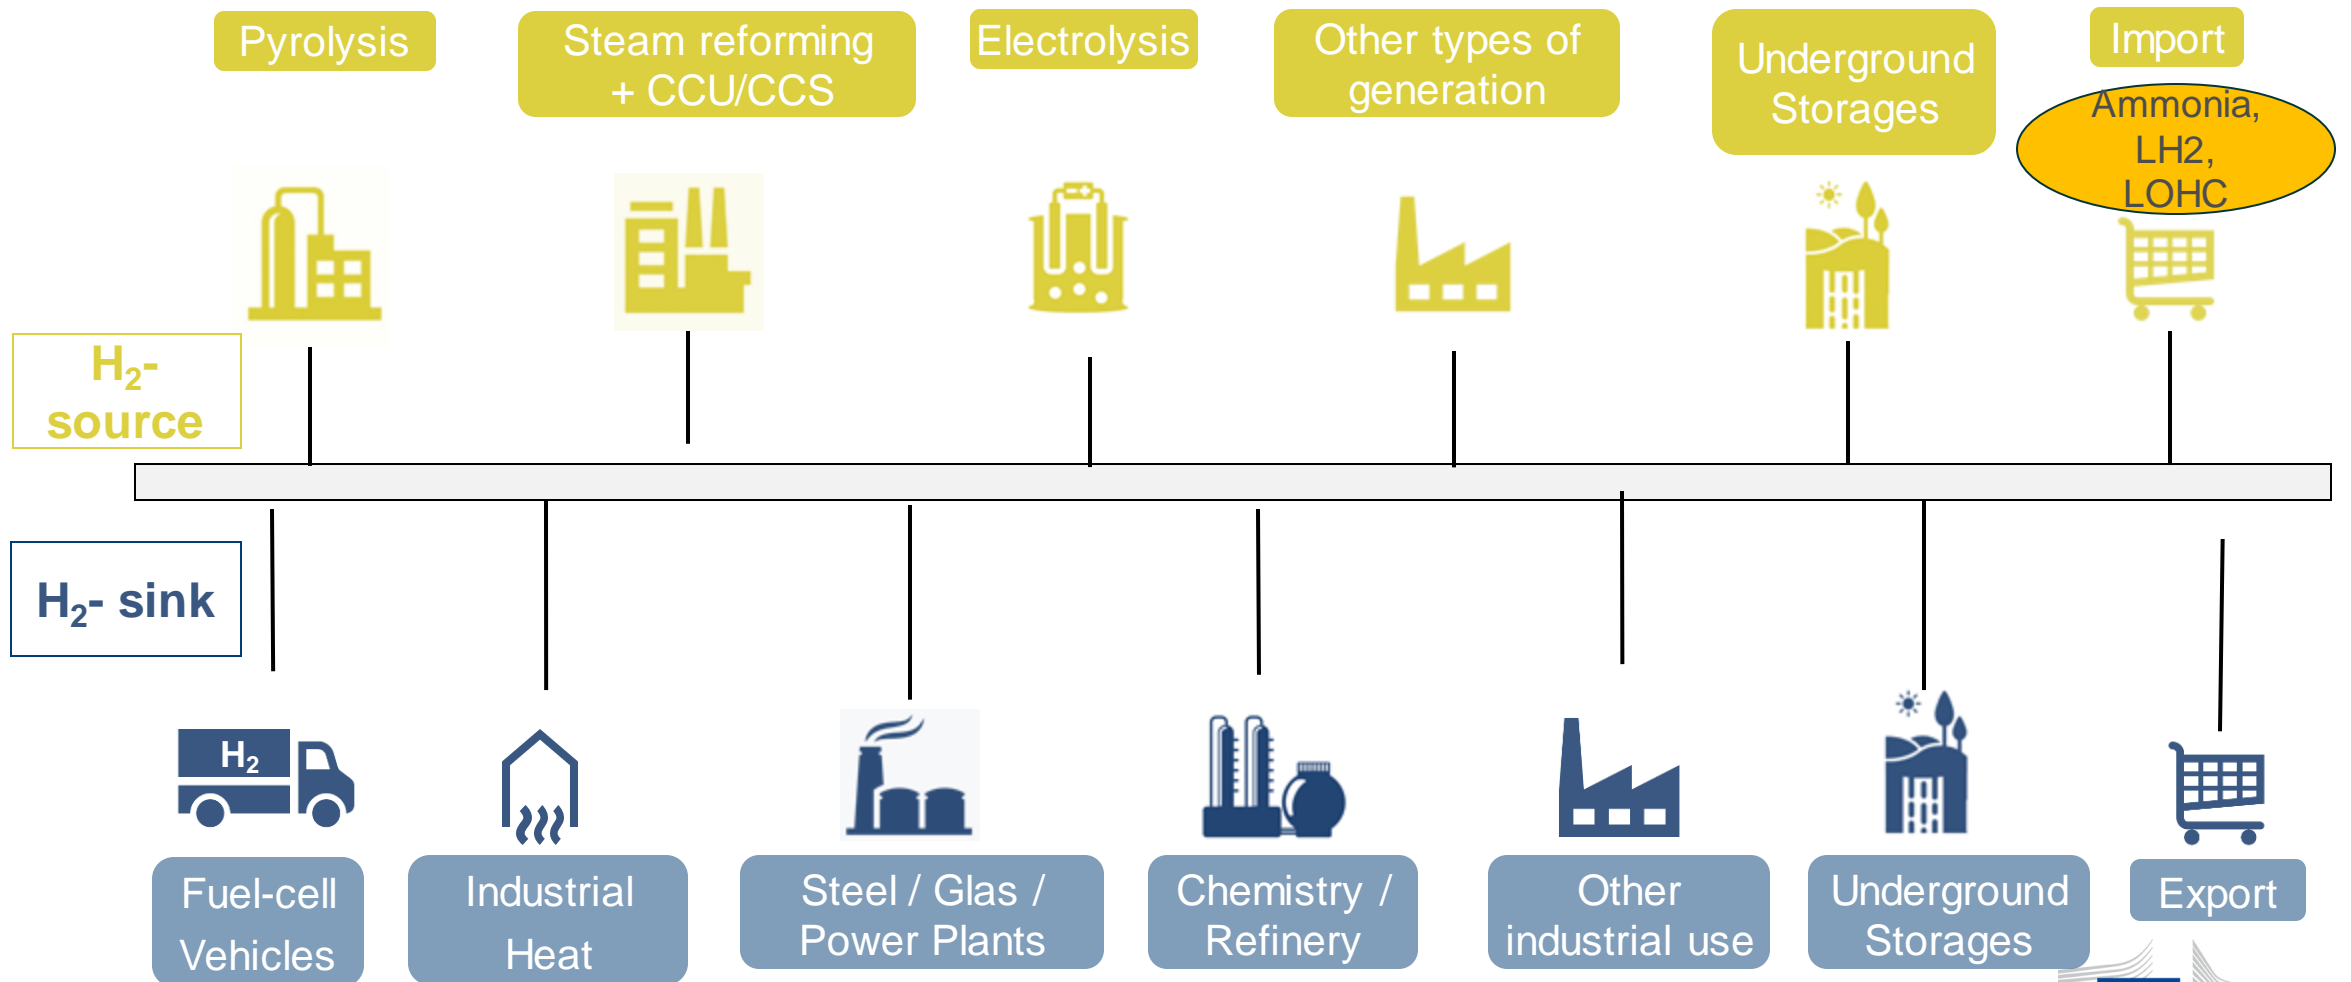 Pyrolysis
Steam reforming
+ CCU/CCS
Electrolysis
Other types of
generation
Underground
Storages
Import
Ammonia,
LH2,
LOHC
H₂-
source
H₂- sink
H₂
Fuel-cell
Vehicles
Industrial
Heat
Steel / Glas /
Power Plants
Chemistry /
Refinery
Other
industrial use
Underground
Storages
Export